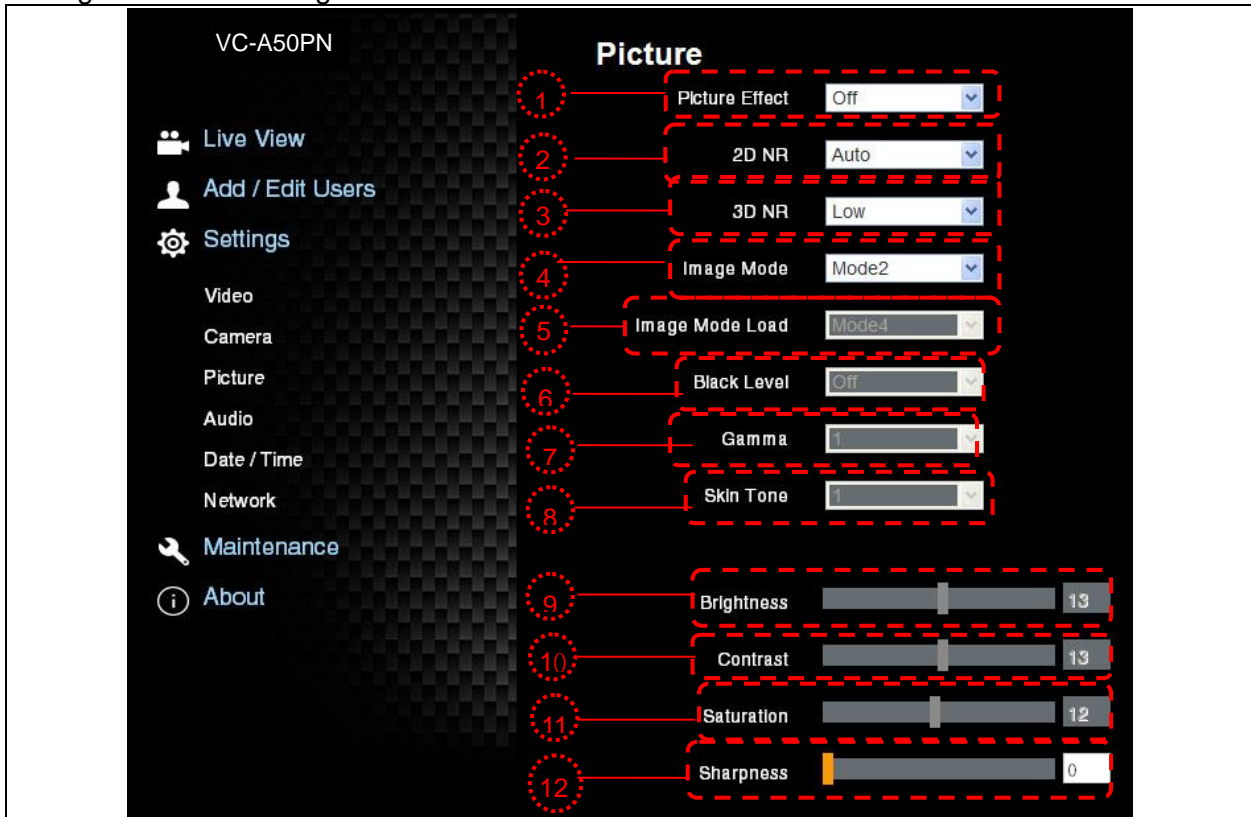 VC-A50PN
Picture
1 Picture Effect Off
Live View
2 2D NR Auto
Add / Edit Users
3 3D NR Low
Settings
4 Image Mode Mode2
Video
5 Image Mode Load Mode4
Camera
Picture
6 Black Level Off
Audio
7 Gamma 1
Date / Time
Network
8 Skin Tone 1
Maintenance
About
9 Brightness 13
10 Contrast 13
11 Saturation 12
12 Sharpness 0